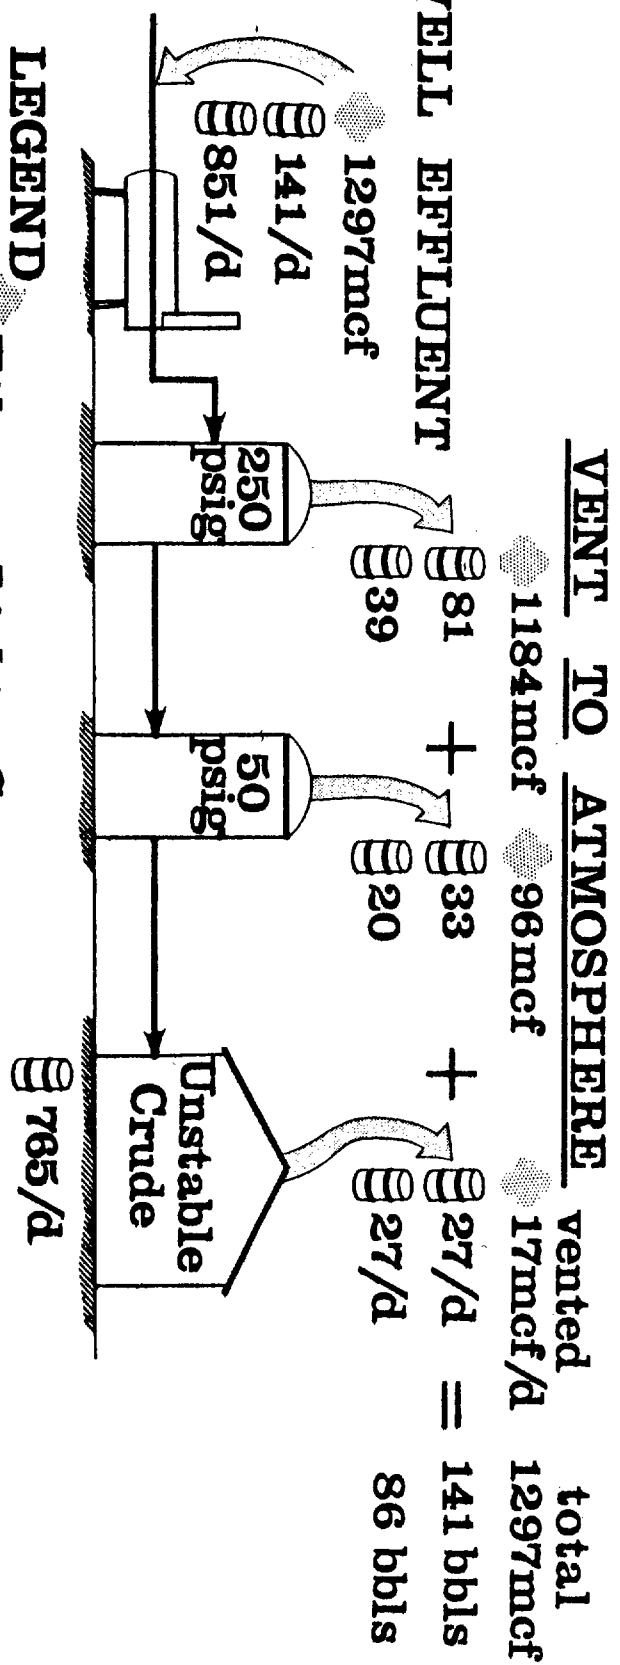 VENT TO ATMOSPHERE
vented
total
EFFLUENT
1297mcf
141/d
851/d
1184mcf
81
39
+
96mcf
33
20
+
17mcf/d
27/d
27/d
=
1297mcf
141 bbls
86 bbls
250
psig
50
psig
Unstable
Crude
765/d
LEGEND